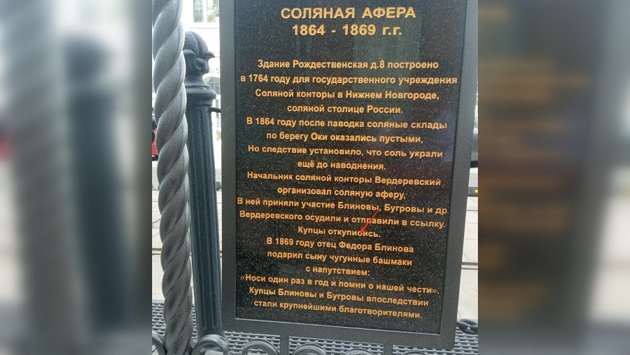 СОЛЯНАЯ АФЕРА
1864 - 1869 г.г.
Здание Рождественская д.8 построено
в 1764 году для государственного учреждения
Соляной конторы в Нижнем Новгороде,
соляной столице России.
В 1864 году после паводка соляные склады
по берегу Оки оказались пустыми,
Но следствие установило, что соль украли
ещё до наводнения.
Начальник соляной конторы Вердеревский
организовал соляную аферу,
В ней приняли участие Блиновы, Бугровы и др.
Вердеревского осудили и отправили в ссылку.
Купцы откупились.
В 1869 году отец Федора Блинова
подарил сыну чугунные башмаки
с напутствием:
«Носи один раз в год и помни о нашей чести».
Купцы Блиновы и Бугровы впоследствии
стали крупнейшими благотворителями.